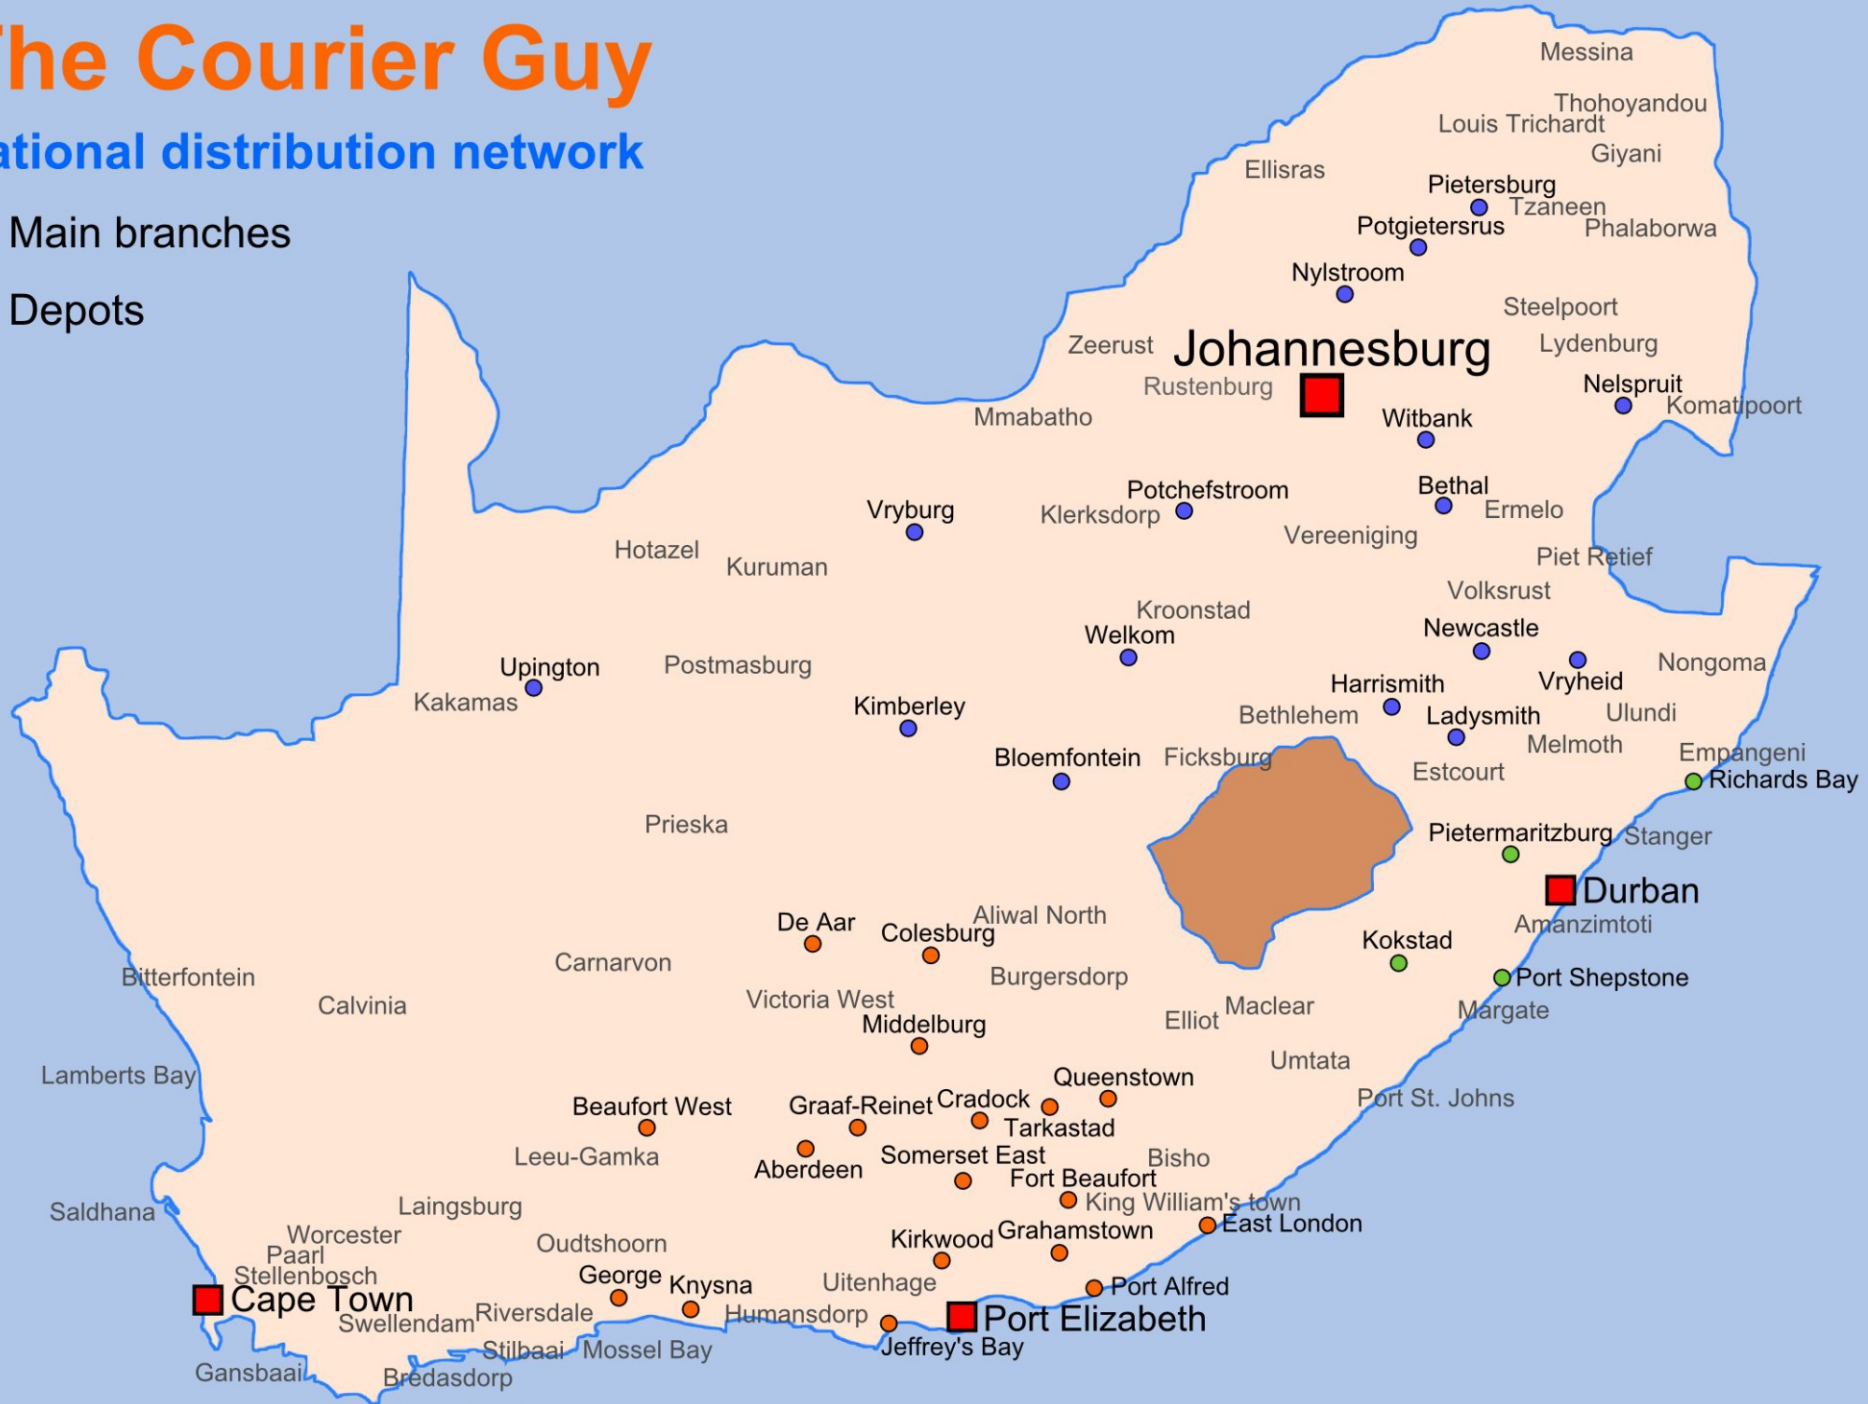 The Courier Guy
ational distribution network
Main branches
Depots
Messina
Thohoyandou
Louis Trichardt
Giyani
Ellisras
Pietersburg
Tzaneen
Potgietersrus
Phalaborwa
Nylstroom
Steelpoort
Zeerust
Johannesburg
Lydenburg
Rustenburg
Nelspruit
Komatipoort
Mmabatho
Witbank
Potchefstroom
Bethal
Vryburg
Klerksdorp
Ermelo
Vereeniging
Hotazel
Kuruman
Piet Retief
Volksrust
Kroonstad
Welkom
Newcastle
Upington
Postmasburg
Nongoma
Kakamas
Harrismith
Vryheid
Kimberley
Bethlehem
Ladysmith
Ulundi
Bloemfontein
Ficksburg
Melmoth
Empangeni
Estcourt
Richards Bay
Prieska
Pietermaritzburg
Stanger
Durban
De Aar
Colesburg
Aliwal North
Amanzimtoti
Kokstad
Carnarvon
Bitterfontein
Burgersdorp
Port Shepstone
Calvinia
Victoria West
Maclear
Margate
Middelburg
Elliot
Umtata
Lamberts Bay
Queenstown
Port St. Johns
Beaufort West
Graaf-Reinet
Cradock
Tarkastad
Leeu-Gamka
Aberdeen
Somerset East
Bisho
Fort Beaufort
Saldhana
Laingsburg
King William's town
East London
Worcester
Oudtshoorn
Kirkwood
Grahamstown
Paarl
Stellenbosch
George
Knysna
Uitenhage
Port Alfred
Cape Town
Swellendam
Riversdale
Humansdorp
Port Elizabeth
Stilbaai
Mossel Bay
Jeffrey's Bay
Gansbaai
Bredasdorp